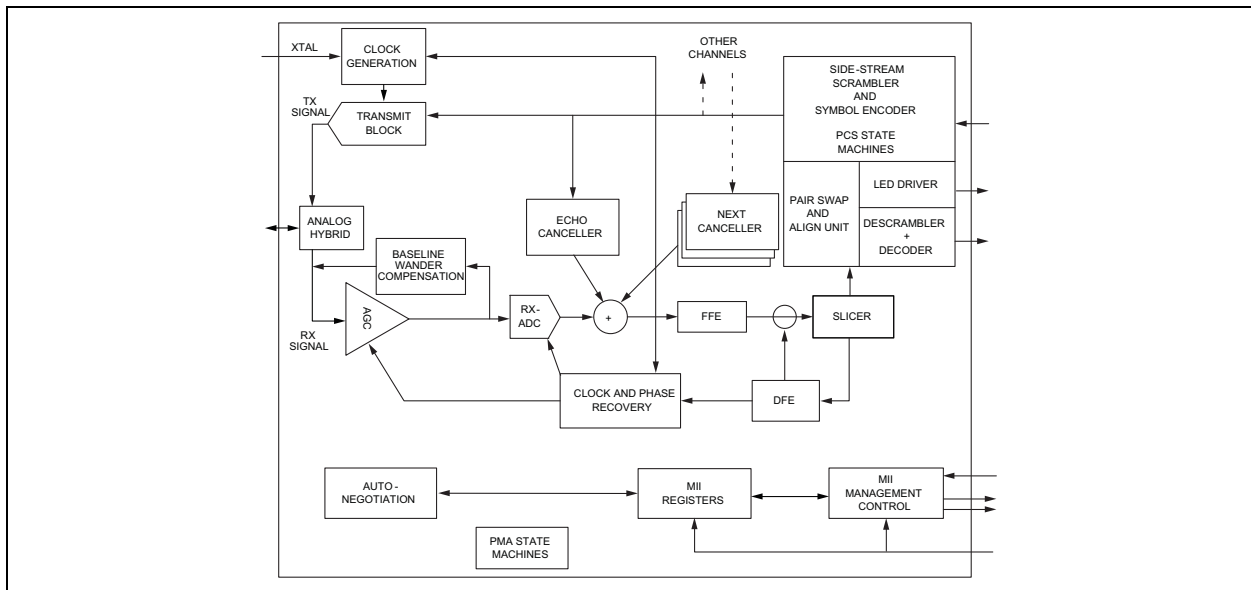 XTAL
CLOCK
GENERATION
OTHER
CHANNELS
SIDE-STREAM
SCRAMBLER
AND
SYMBOL ENCODER
PCS STATE
MACHINES
TX
SIGNAL
TRANSMIT
BLOCK
LED DRIVER
PAIR SWAP
AND
ALIGN UNIT
DESCRAMBLER
+
DECODER
ANALOG
HYBRID
ECHO
CANCELLER
NEXT
CANCELLER
BASELINE
WANDER
COMPENSATION
AGC
RX-
ADC
+
FFE
SLICER
RX
SIGNAL
CLOCK AND PHASE
RECOVERY
DFE
AUTO -
NEGOTIATION
MII
REGISTERS
MII
MANAGEMENT
CONTROL
PMA STATE
MACHINES